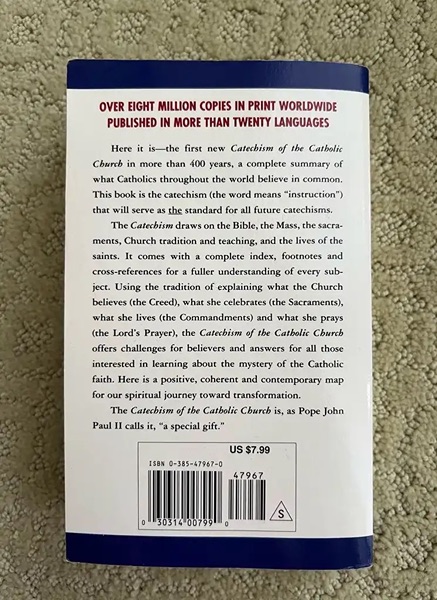 OVER EIGHT MILLION COPIES IN PRINT WORLDWIDE
PUBLISHED IN MORE THAN TWENTY LANGUAGES
Here it is—the first new Catechism of the Catholic
Church in more than 400 years, a complete summary of
what Catholics throughout the world believe in common.
This book is the catechism (the word means “instruction”)
that will serve as the standard for all future catechisms.
The Catechism draws on the Bible, the Mass, the sacra-
ments, Church tradition and teaching, and the lives of the
saints. It comes with a complete index, footnotes and
cross-references for a fuller understanding of every sub-
ject. Using the tradition of explaining what the Church
believes (the Creed), what she celebrates (the Sacraments),
what she lives (the Commandments) and what she prays
(the Lord’s Prayer), the Catechism of the Catholic Church
offers challenges for believers and answers for all those
interested in learning about the mystery of the Catholic
faith. Here is a positive, coherent and contemporary map
for our spiritual journey toward transformation.
The Catechism of the Catholic Church is, as Pope John
Paul II calls it, “a special gift.”
US $7.99
ISBN 0-385-47967-0
47967
0 30314 00799 0
S